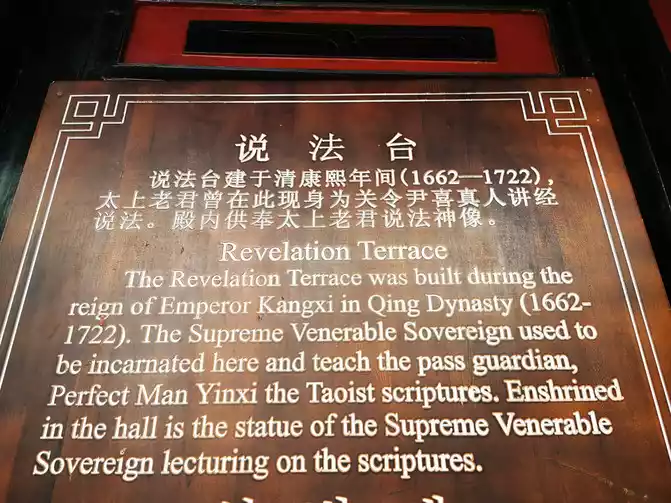 说法台
说法台建于清康熙年间(1662—1722),
太上老君曾在此现身为关令尹喜真人讲经
说法。殿内供奉太上老君说法神像。
Revelation Terrace
The Revelation Terrace was built during the
reign of Emperor Kangxi in Qing Dynasty (1662-
1722). The Supreme Venerable Sovereign used to
be incarnated here and teach the pass guardian,
Perfect Man Yinxi the Taoist scriptures. Enshrined
in the hall is the statue of the Supreme Venerable
Sovereign lecturing on the scriptures.